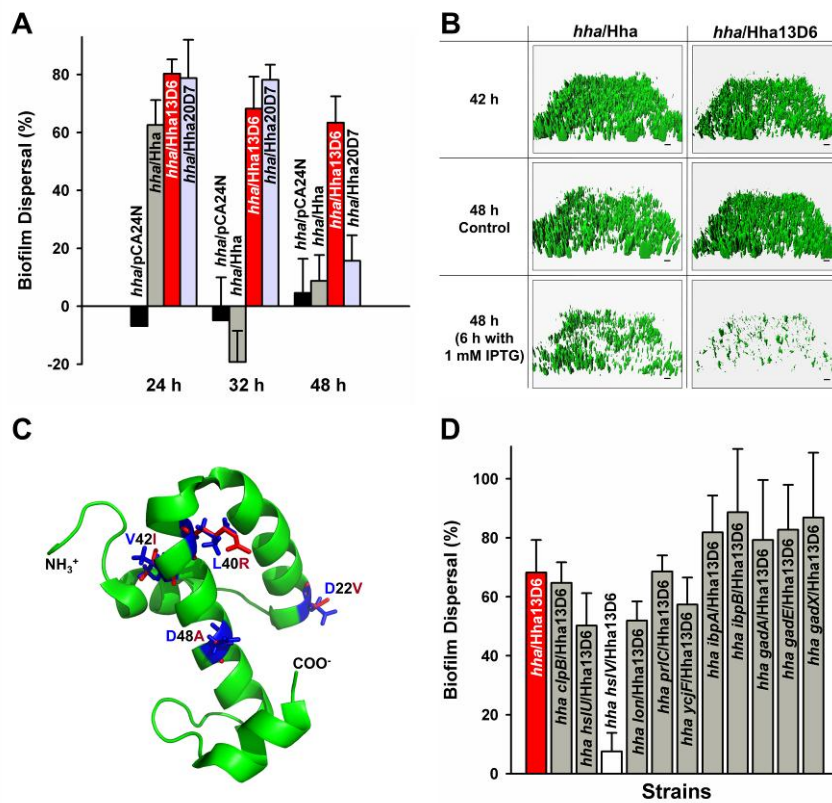 A
Biofilm Dispersal (%)
80
60
40
20
0
-20
hha/pCA24N
hha/Hha
hha/Hha13D6
hha/Hha20D7
hha/pCA24N
hha/Hha
hha/Hha13D6
hha/Hha20D7
hha/pCA24N
hha/Hha
hha/Hha13D6
hha/Hha20D7
24 h
32 h
48 h
B
hha/Hha
hha/Hha13D6
42 h
48 h
Control
48 h
(6 h with
1 mM IPTG)
C
NH₃⁺
V42I
L40R
D22V
D48A
COO⁻
D
Biofilm Dispersal (%)
100
80
60
40
20
0
hha/Hha13D6
hha clpB/Hha13D6
hha hslU/Hha13D6
hha hslV/Hha13D6
hha lon/Hha13D6
hha prlC/Hha13D6
hha ycjF/Hha13D6
hha ibpA/Hha13D6
hha ibpB/Hha13D6
hha gadA/Hha13D6
hha gadE/Hha13D6
hha gadX/Hha13D6
Strains